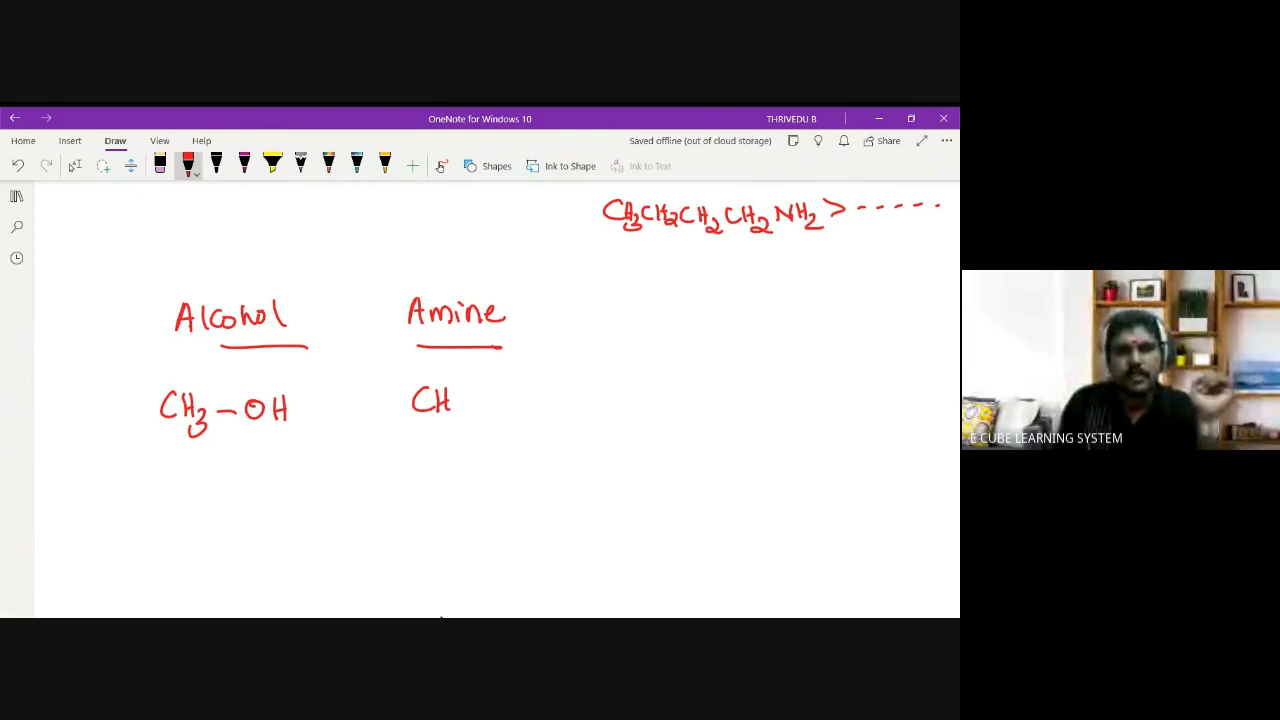 OneNote for Windows 10
THRIVEDU B
Home Insert Draw View Help
Saved offline (out of cloud storage)
Share
Shapes
Ink to Shape
Ink to Text
CH3CH2CH2CH2NH2> - - - - -
Alcohol Amine
CH3-OH CH
E CUBE LEARNING SYSTEM